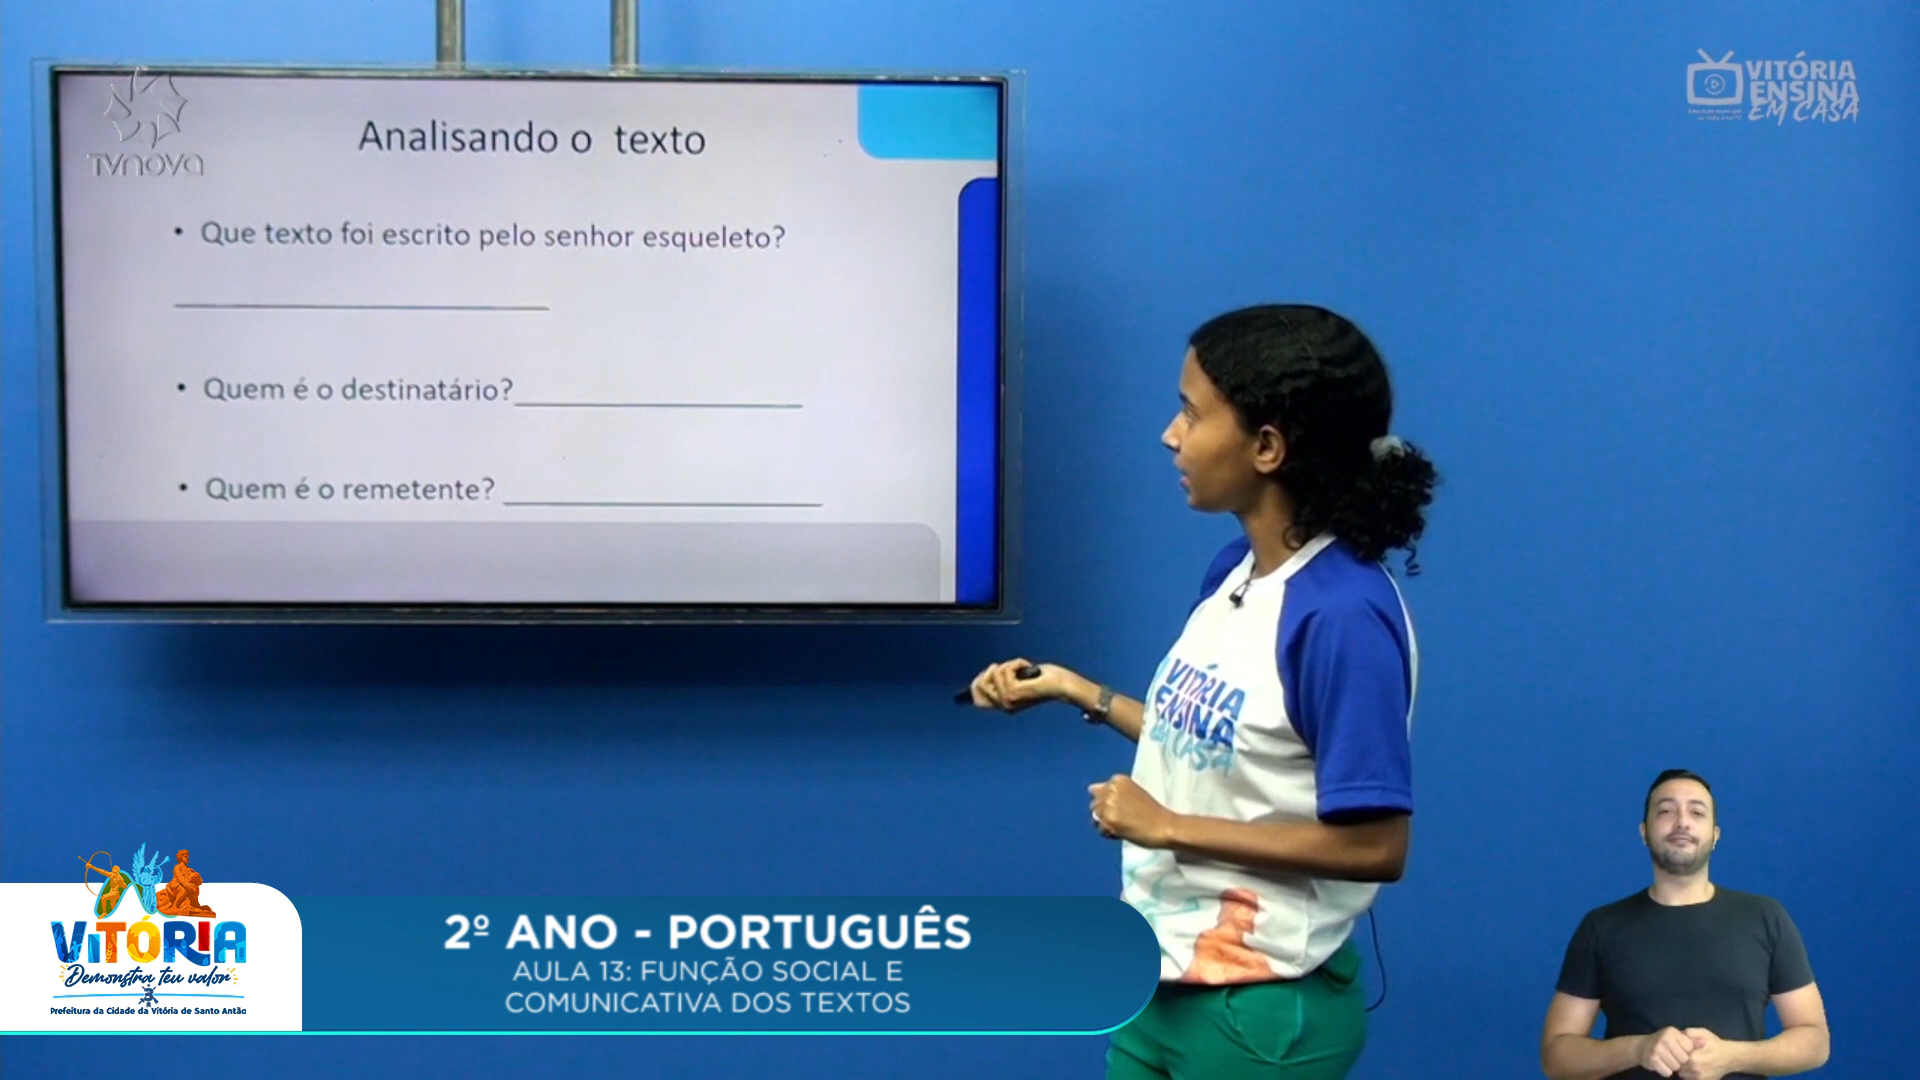 TVNOVA
Analisando o texto
• Que texto foi escrito pelo senhor esqueleto?
• Quem é o destinatário?
• Quem é o remetente?
VITÓRIA
ENSINA
EM CASA
VITÓRIA
ENSINA
EM CASA
VITÓRIA
Demonstra teu valor
Prefeitura da Cidade da Vitória de Santo Antão
2º ANO - PORTUGUÊS
AULA 13: FUNÇÃO SOCIAL E
COMUNICATIVA DOS TEXTOS